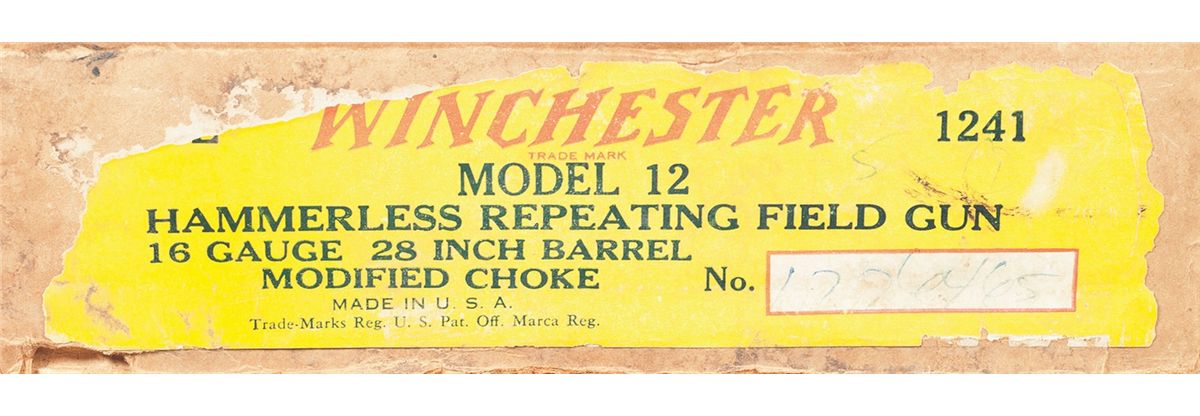 WINCHESTER 1241
TRADE MARK
MODEL 12
HAMMERLESS REPEATING FIELD GUN
16 GAUGE 28 INCH BARREL
MODIFIED CHOKE No.
MADE IN U. S. A.
Trade-Marks Reg. U. S. Pat. Off. Marca Reg.